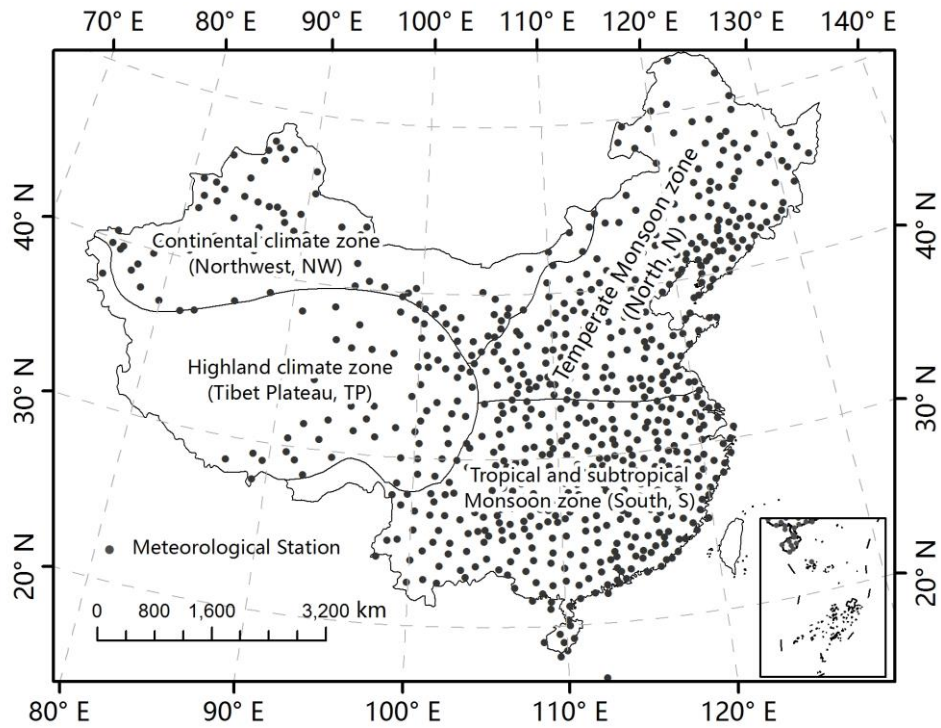 70° E 80° E 90° E 100° E 110° E 120° E 130° E 140° E
40° N
40° N
30° N
30° N
20° N
20° N
Continental climate zone
(Northwest, NW)
Temperate Monsoon zone
(North, N)
Highland climate zone
(Tibet Plateau, TP)
Tropical and subtropical
Monsoon zone (South, S)
Meteorological Station
0 800 1,600 3,200 km
80° E 90° E 100° E 110° E 120° E